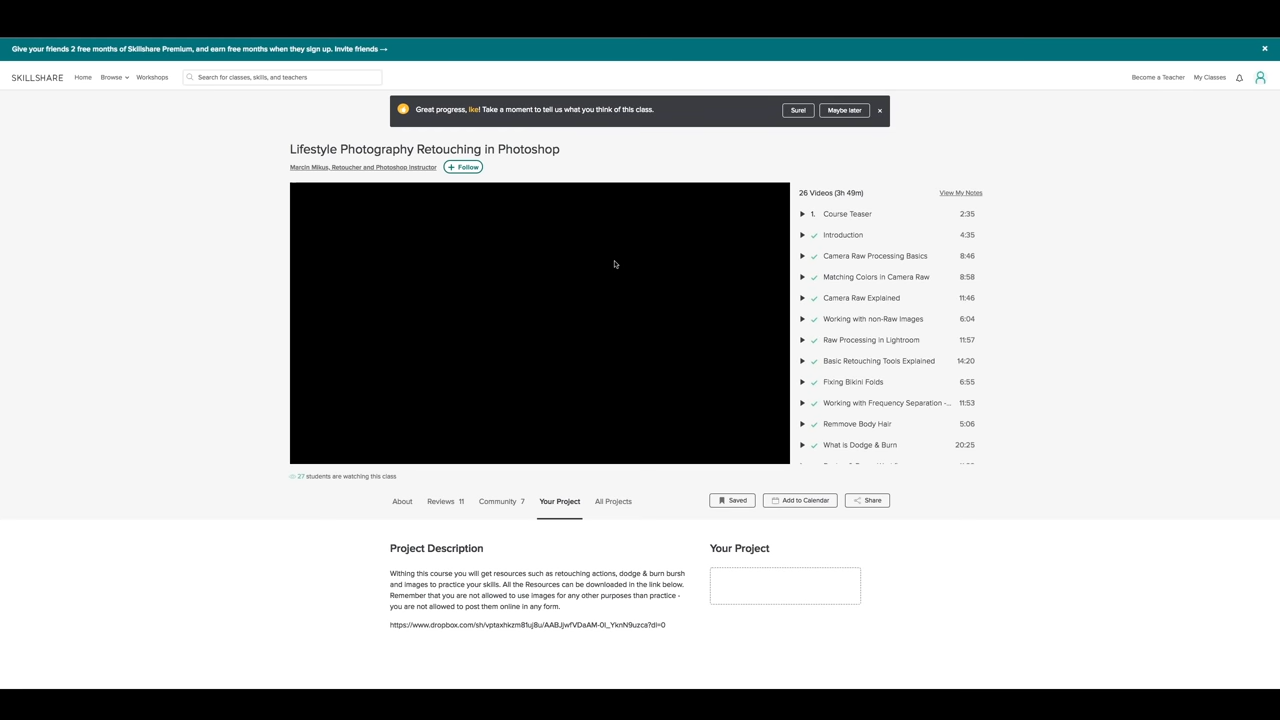 Give your friends 2 free months of Skillshare Premium, and earn free months when they sign up. Invite friends →
SKILLSHARE Home Browse Workshops Search for classes, skills, and teachers Become a Teacher My Classes
Great progress, Ike! Take a moment to tell us what you think of this class. Sure! Maybe later
Lifestyle Photography Retouching in Photoshop
Marcin Mikus, Retoucher and Photoshop instructor + Follow
26 Videos (3h 49m) View My Notes
1. Course Teaser 2:35
Introduction 4:35
Camera Raw Processing Basics 8:46
Matching Colors in Camera Raw 8:58
Camera Raw Explained 11:46
Working with non-Raw Images 6:04
Raw Processing in Lightroom 11:57
Basic Retouching Tools Explained 14:20
Fixing Bikini Folds 6:55
Working with Frequency Separation -... 11:53
Remmove Body Hair 5:06
What is Dodge & Burn 20:25
27 students are watching this class
About Reviews 11 Community 7 Your Project All Projects Saved Add to Calendar Share
Project Description
Withing this course you will get resources such as retouching actions, dodge & burn bursh
and images to practice your skills. All the Resources can be downloaded in the link below.
Remember that you are not allowed to use images for any other purposes than practice -
you are not allowed to post them online in any form.
https://www.dropbox.com/sh/vptaxhkzm81uj8u/AABJjwfVDaAM-0I_YknN9uzca?dl=0
Your Project